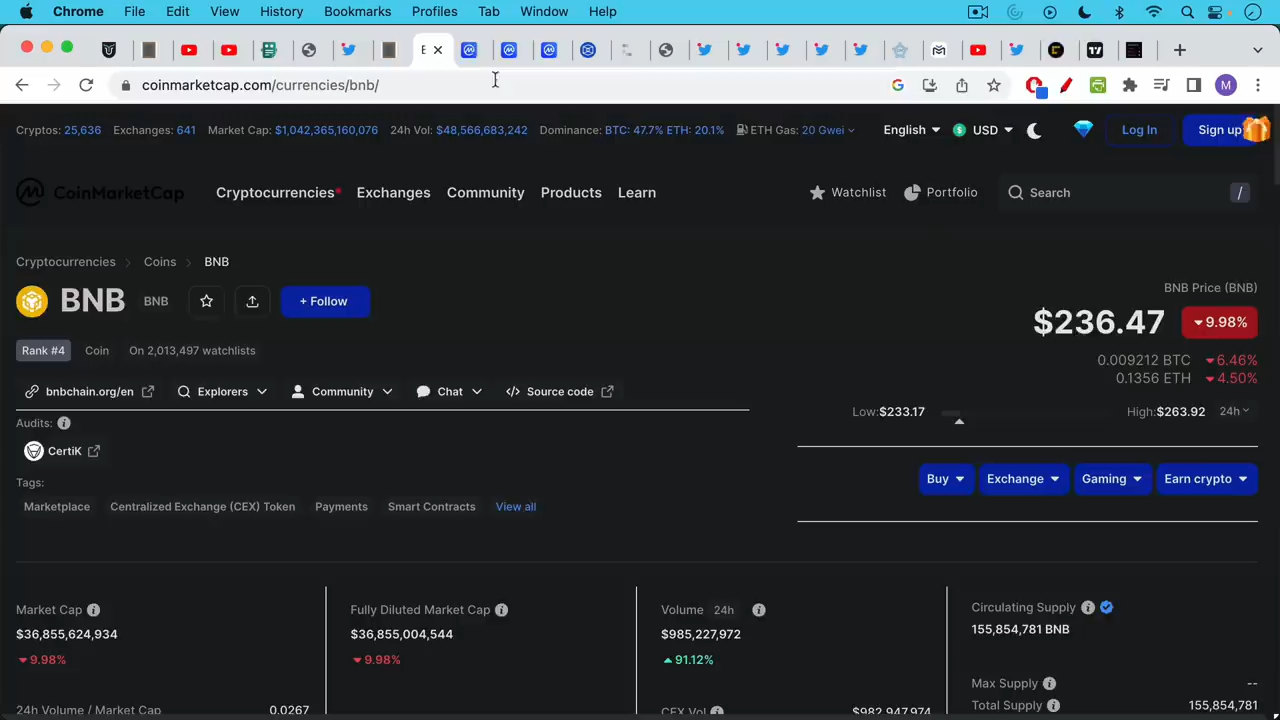 Chrome File Edit View History Bookmarks Profiles Tab Window Help
E
coinmarketcap.com/currencies/bnb/
M
Cryptos: 25,636 Exchanges: 641 Market Cap: $1,042,365,160,076 24h Vol: $48,566,683,242 Dominance: BTC: 47.7% ETH: 20.1% ETH Gas: 20 Gwei English USD Log In Sign up
CoinMarketCap Cryptocurrencies Exchanges Community Products Learn Watchlist Portfolio Search /
Cryptocurrencies Coins BNB
BNB BNB + Follow
BNB Price (BNB)
$236.47 9.98%
Rank #4 Coin On 2,013,497 watchlists
0.009212 BTC 6.46%
0.1356 ETH 4.50%
bnbchain.org/en Explorers Community Chat Source code
Low:$233.17 High:$263.92 24h
Audits:
CertiK
Buy Exchange Gaming Earn crypto
Tags:
Marketplace Centralized Exchange (CEX) Token Payments Smart Contracts View all
Market Cap Fully Diluted Market Cap Volume 24h Circulating Supply
$36,855,624,934 $36,855,004,544 $985,227,972 155,854,781 BNB
9.98% 9.98% 91.12%
Max Supply --
24h Volume / Market Cap 0.0267 CEX Vol $982,947,974 Total Supply 155,854,781